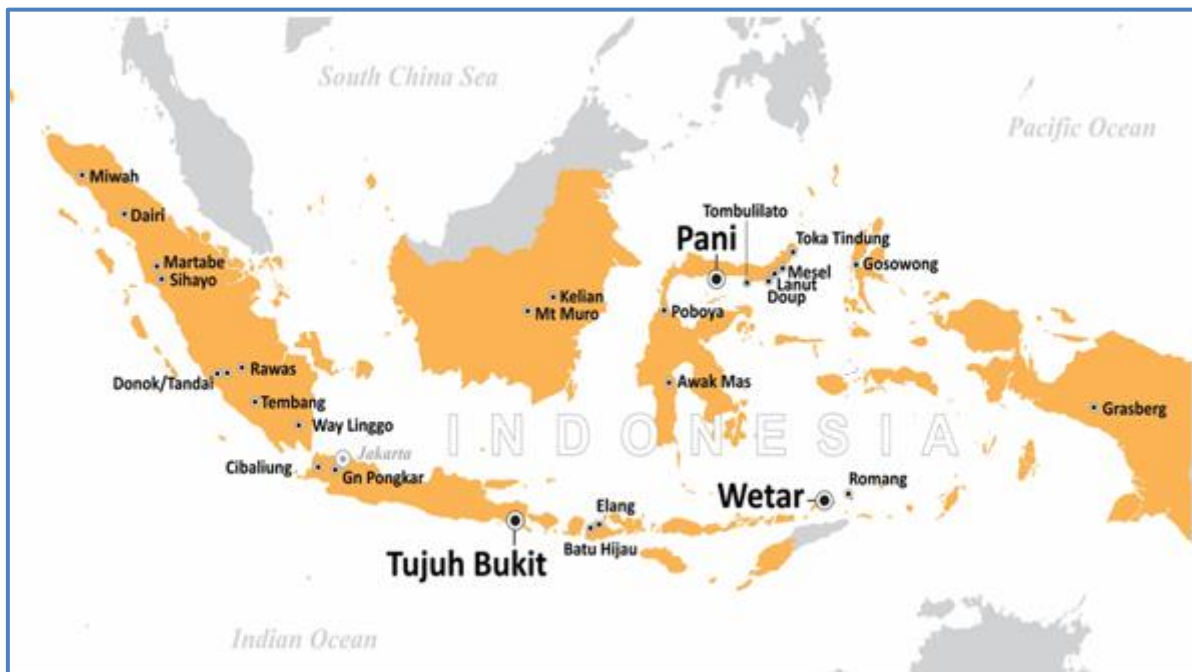 South China Sea
Pacific Ocean
Miwah
Dairi
Martabe
Sihayo
Tombulilato
Pani
Toka Tindung
Mesel
Gosowong
Lanut
Doup
Kelian
Mt Muro
Poboya
Donok/Tandai
Rawas
Awak Mas
Tembang
Grasberg
Way Linggo
INDONESIA
Jakarta
Cibaliung
Gn Pongkar
Wetar
Romang
Elang
Batu Hijau
Tujuh Bukit
Indian Ocean